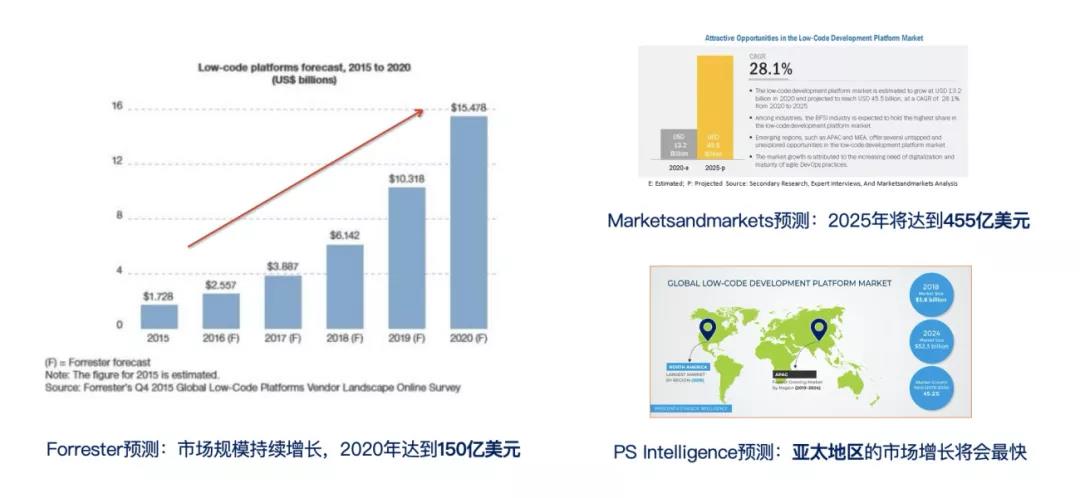 Low-code platforms forecast, 2015 to 2020
(US$ billions)
16
12
8
4
0
$1.728
$2.557
$3.887
$6.142
$10.318
$15.478
2015
2016 (F)
2017 (F)
2018 (F)
2019 (F)
2020 (F)
(F) = Forrester forecast
Note: The figure for 2015 is estimated.
Source: Forrester's Q4 2015 Global Low-Code Platforms Vendor Landscape Online Survey
Forrester预测：市场规模持续增长，2020年达到150亿美元
Attractive Opportunities in the Low-Code Development Platform Market
CAGR
28.1%
The low-code development platform market is estimated to grow at USD 13.2
billion in 2020 and projected to reach USD 45.5 billion, at a CAGR of 28.1%
from 2020 to 2025
Among industries, the BFSI industry is expected to hold the highest share in
the low-code development platform market
Emerging regions, such as APAC and MEA, offer several untapped and
unexplored opportunities in the low-code development platform market
The market growth is attributed to the increasing need of digitalization and
maturity of agile DevOps practices.
USD
13.2
Billion
USD
45.5
Billion
2020-e
2025-p
E: Estimated; P: Projected Source: Secondary Research, Expert Interviews, And Marketsandmarkets Analysis
Marketsandmarkets预测：2025年将达到455亿美元
GLOBAL LOW-CODE DEVELOPMENT PLATFORM MARKET
2018
Market Size
$5.6 billion
2024
Market Size
$52.3 billion
Market Growth
45.2%
NORTH AMERICA
LARGEST MARKET
BY REGION (2018)
APAC
Fastest Growing Market
By Region (2019-2024)
INTELLIGENCE
PS Intelligence预测：亚太地区的市场增长将会最快